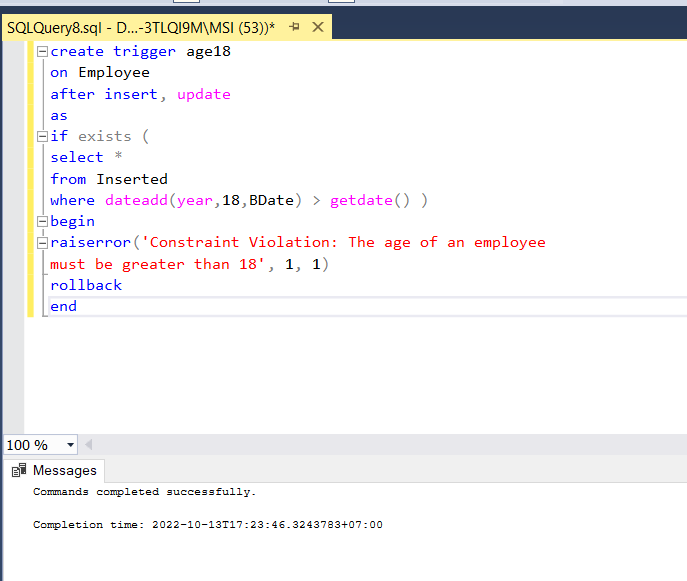 SQLQuery8.sql - D...-3TLQI9M\MSI (53))*
create trigger age18
on Employee
after insert, update
as
if exists (
select *
from Inserted
where dateadd(year,18,BDate) > getdate() )
begin
raiserror('Constraint Violation: The age of an employee
must be greater than 18', 1, 1)
rollback
end
100 %
Messages
Commands completed successfully.
Completion time: 2022-10-13T17:23:46.3243783+07:00